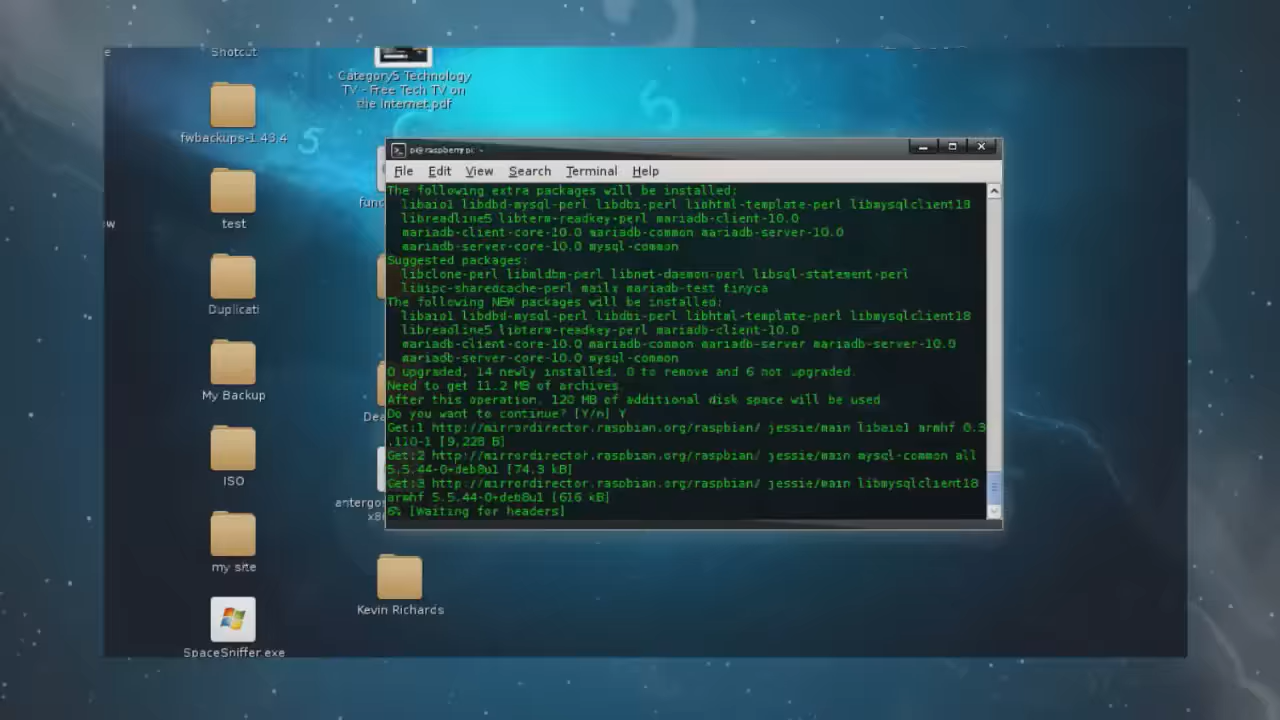 Shotcut
fwbackups-1.43.4
test
Duplicati
My Backup
ISO
my site
SpaceSniffer.exe
Category5 Technology
TV - Free Tech TV on
the Internet.pdf
func
Dea
antergos
x8
Kevin Richards
5
6
pi@raspberrypi: ~
File Edit View Search Terminal Help
The following extra packages will be installed:
libaio1 libdbd-mysql-perl libdbi-perl libhtml-template-perl libmysqlclient18
libreadline5 libterm-readkey-perl mariadb-client-10.0
mariadb-client-core-10.0 mariadb-common mariadb-server-10.0
mariadb-server-core-10.0 mysql-common
Suggested packages:
libclone-perl libmldbm-perl libnet-daemon-perl libsql-statement-perl
libipc-sharedcache-perl mailx mariadb-test tinyca
The following NEW packages will be installed:
libaio1 libdbd-mysql-perl libdbi-perl libhtml-template-perl libmysqlclient18
libreadline5 libterm-readkey-perl mariadb-client-10.0
mariadb-client-core-10.0 mariadb-common mariadb-server mariadb-server-10.0
mariadb-server-core-10.0 mysql-common
0 upgraded, 14 newly installed, 0 to remove and 6 not upgraded.
Need to get 11.2 MB of archives.
After this operation, 120 MB of additional disk space will be used.
Do you want to continue? [Y/n] Y
Get:1 http://mirrordirector.raspbian.org/raspbian/ jessie/main libaio1 armhf 0.3
.110-1 [9,228 B]
Get:2 http://mirrordirector.raspbian.org/raspbian/ jessie/main mysql-common all
5.5.44-0+deb8u1 [74.3 kB]
Get:3 http://mirrordirector.raspbian.org/raspbian/ jessie/main libmysqlclient18
armhf 5.5.44-0+deb8u1 [616 kB]
6% [Waiting for headers]